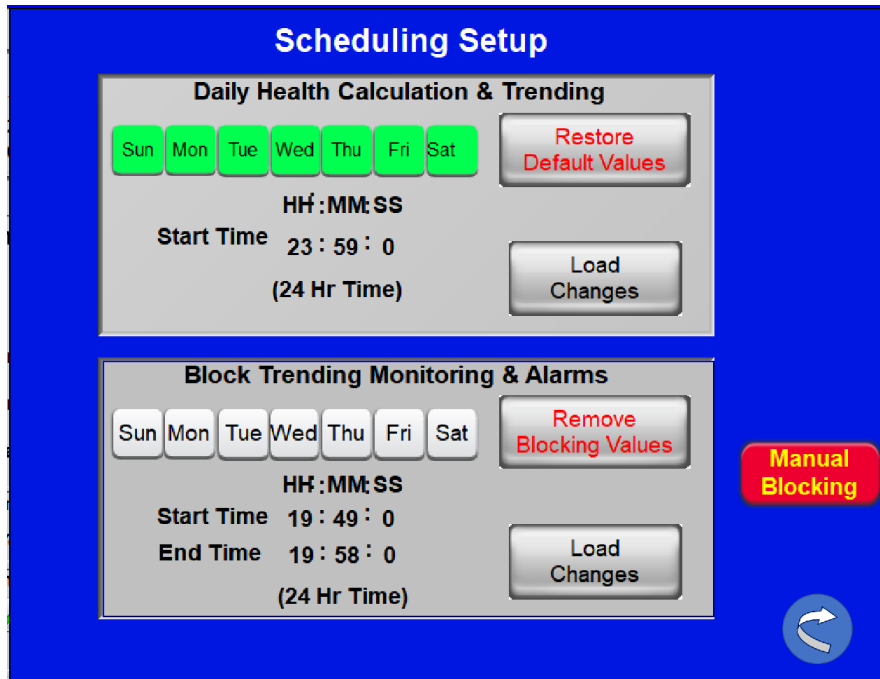 Scheduling Setup
Daily Health Calculation & Trending
Sun Mon Tue Wed Thu Fri Sat
Restore
Default Values
HH:MM:SS
Start Time 23 : 59 : 0
(24 Hr Time)
Load
Changes
Block Trending Monitoring & Alarms
Sun Mon Tue Wed Thu Fri Sat
Remove
Blocking Values
HH:MM:SS
Start Time 19 : 49 : 0
End Time 19 : 58 : 0
(24 Hr Time)
Load
Changes
Manual
Blocking